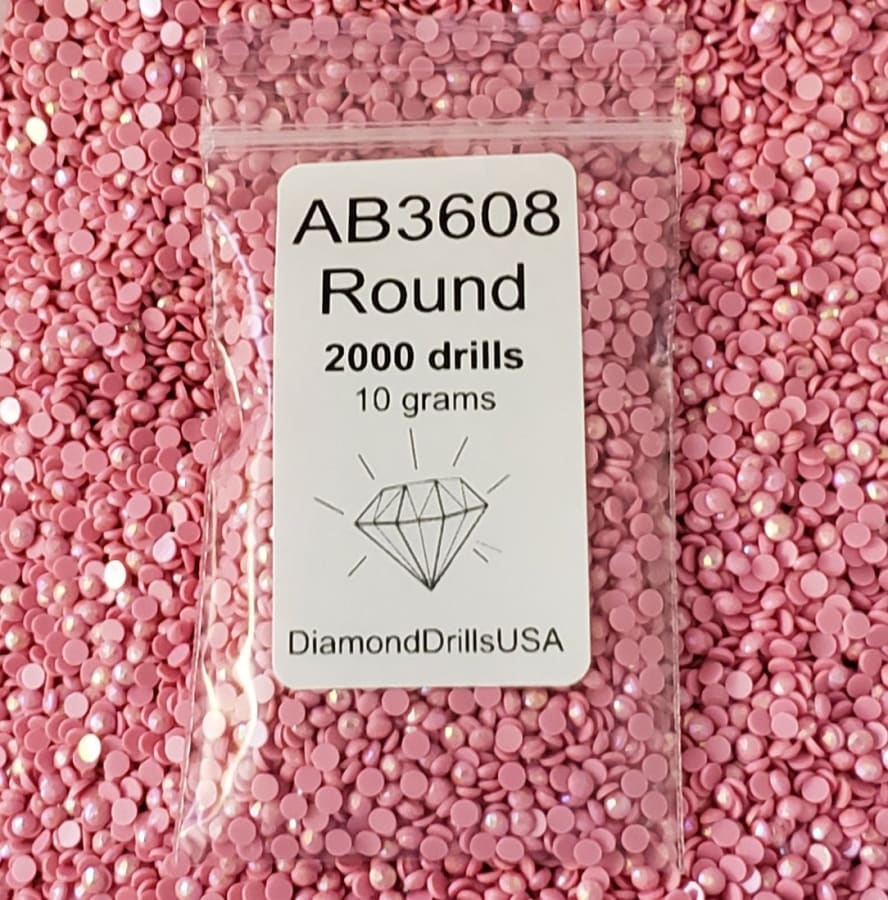 AB3608
Round
2000 drills
10 grams
DiamondDrillsUSA